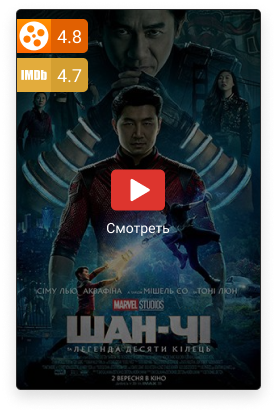 4.8
IMDb 4.7
Смотреть
СІМУ ЛЬЮ АКВАФІНА МІШЕЛЬ ЄО ТОНІ ЛЮН
MARVEL STUDIOS
ШАН-ЧІ
ТА ЛЕГЕНДА ДЕСЯТИ КІЛЕЦЬ
2 ВЕРЕСНЯ В КІНО